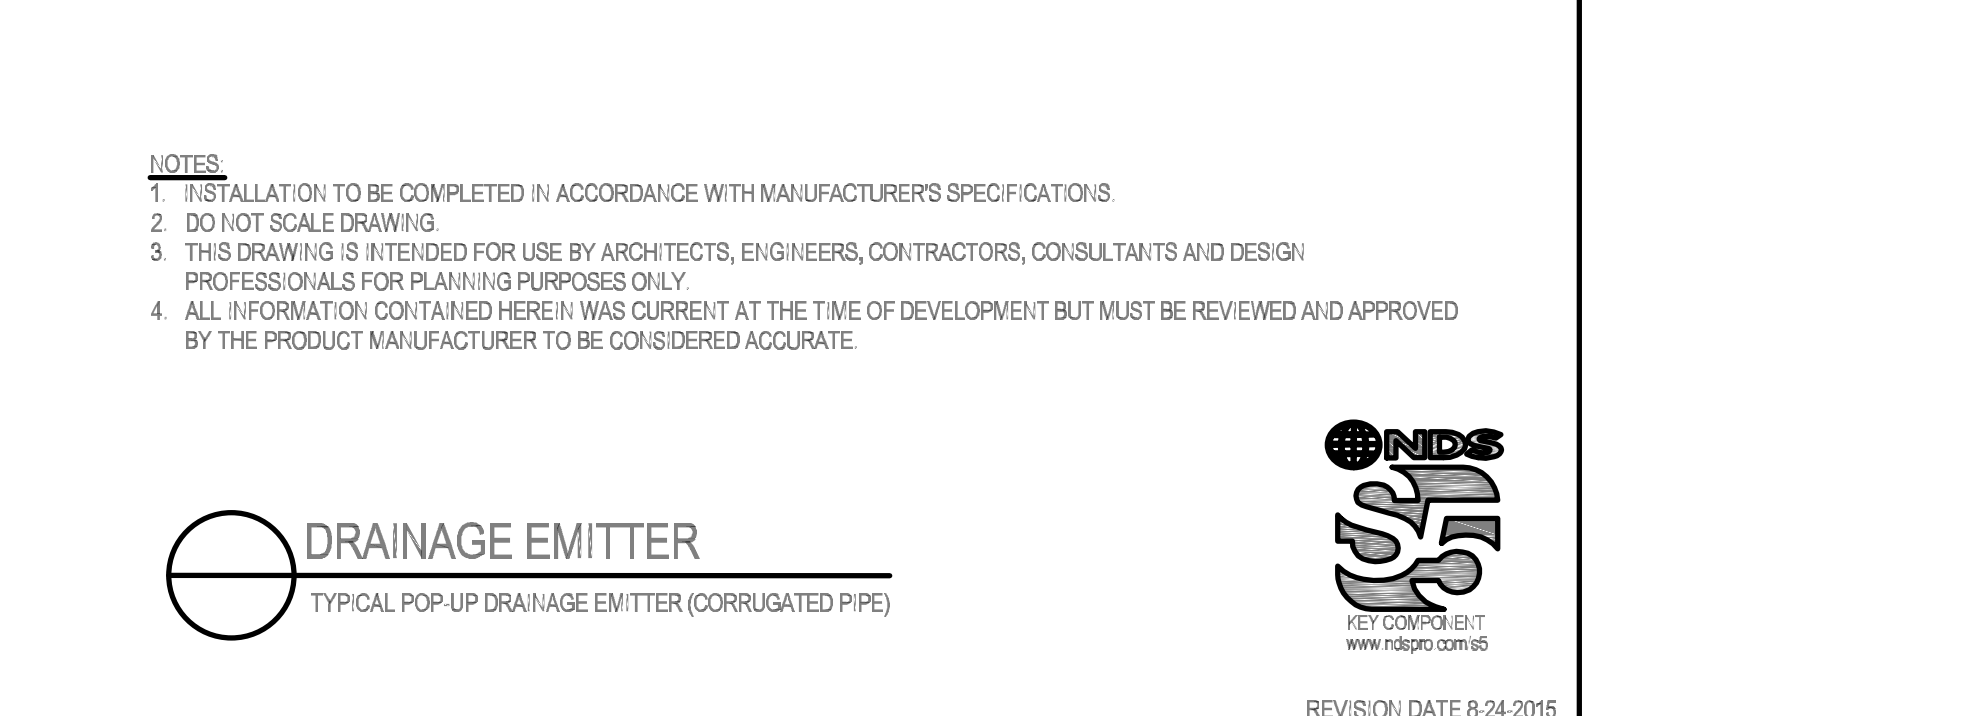 NOTES:
1. INSTALLATION TO BE COMPLETED IN ACCORDANCE WITH MANUFACTURER'S SPECIFICATIONS.
2. DO NOT SCALE DRAWING.
3. THIS DRAWING IS INTENDED FOR USE BY ARCHITECTS, ENGINEERS, CONTRACTORS, CONSULTANTS AND DESIGN
PROFESSIONALS FOR PLANNING PURPOSES ONLY.
4. ALL INFORMATION CONTAINED HEREIN WAS CURRENT AT THE TIME OF DEVELOPMENT BUT MUST BE REVIEWED AND APPROVED
BY THE PRODUCT MANUFACTURER TO BE CONSIDERED ACCURATE.
NDS
S5
DRAINAGE EMITTER
TYPICAL POP-UP DRAINAGE EMITTER (CORRUGATED PIPE)
KEY COMPONENT
www.ndspro.com/s5
REVISION DATE 8-24-2015